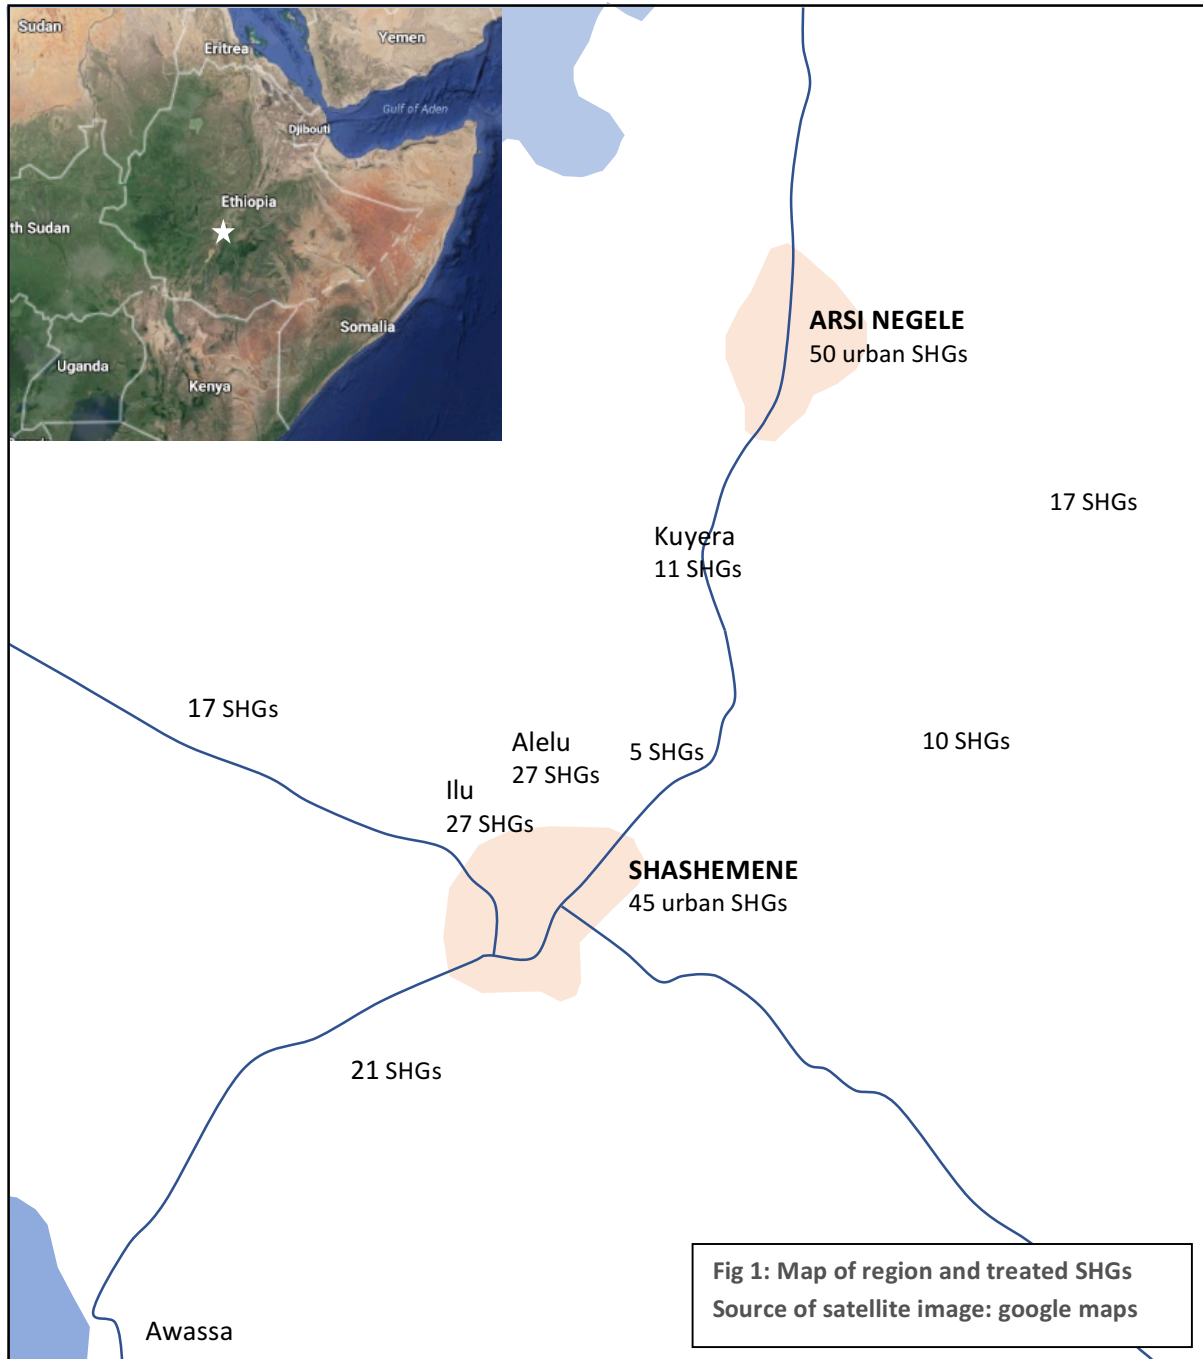 Sudan
Eritrea
Yemen
Gulf of Aden
Djibouti
Ethiopia
th Sudan
Somalia
Uganda
Kenya
ARSI NEGELE
50 urban SHGs
17 SHGs
Kuyera
11 SHGs
17 SHGs
Alelu
27 SHGs
5 SHGs
10 SHGs
Ilu
27 SHGs
SHASHEMENE
45 urban SHGs
21 SHGs
Awassa
Fig 1: Map of region and treated SHGs
Source of satellite image: google maps